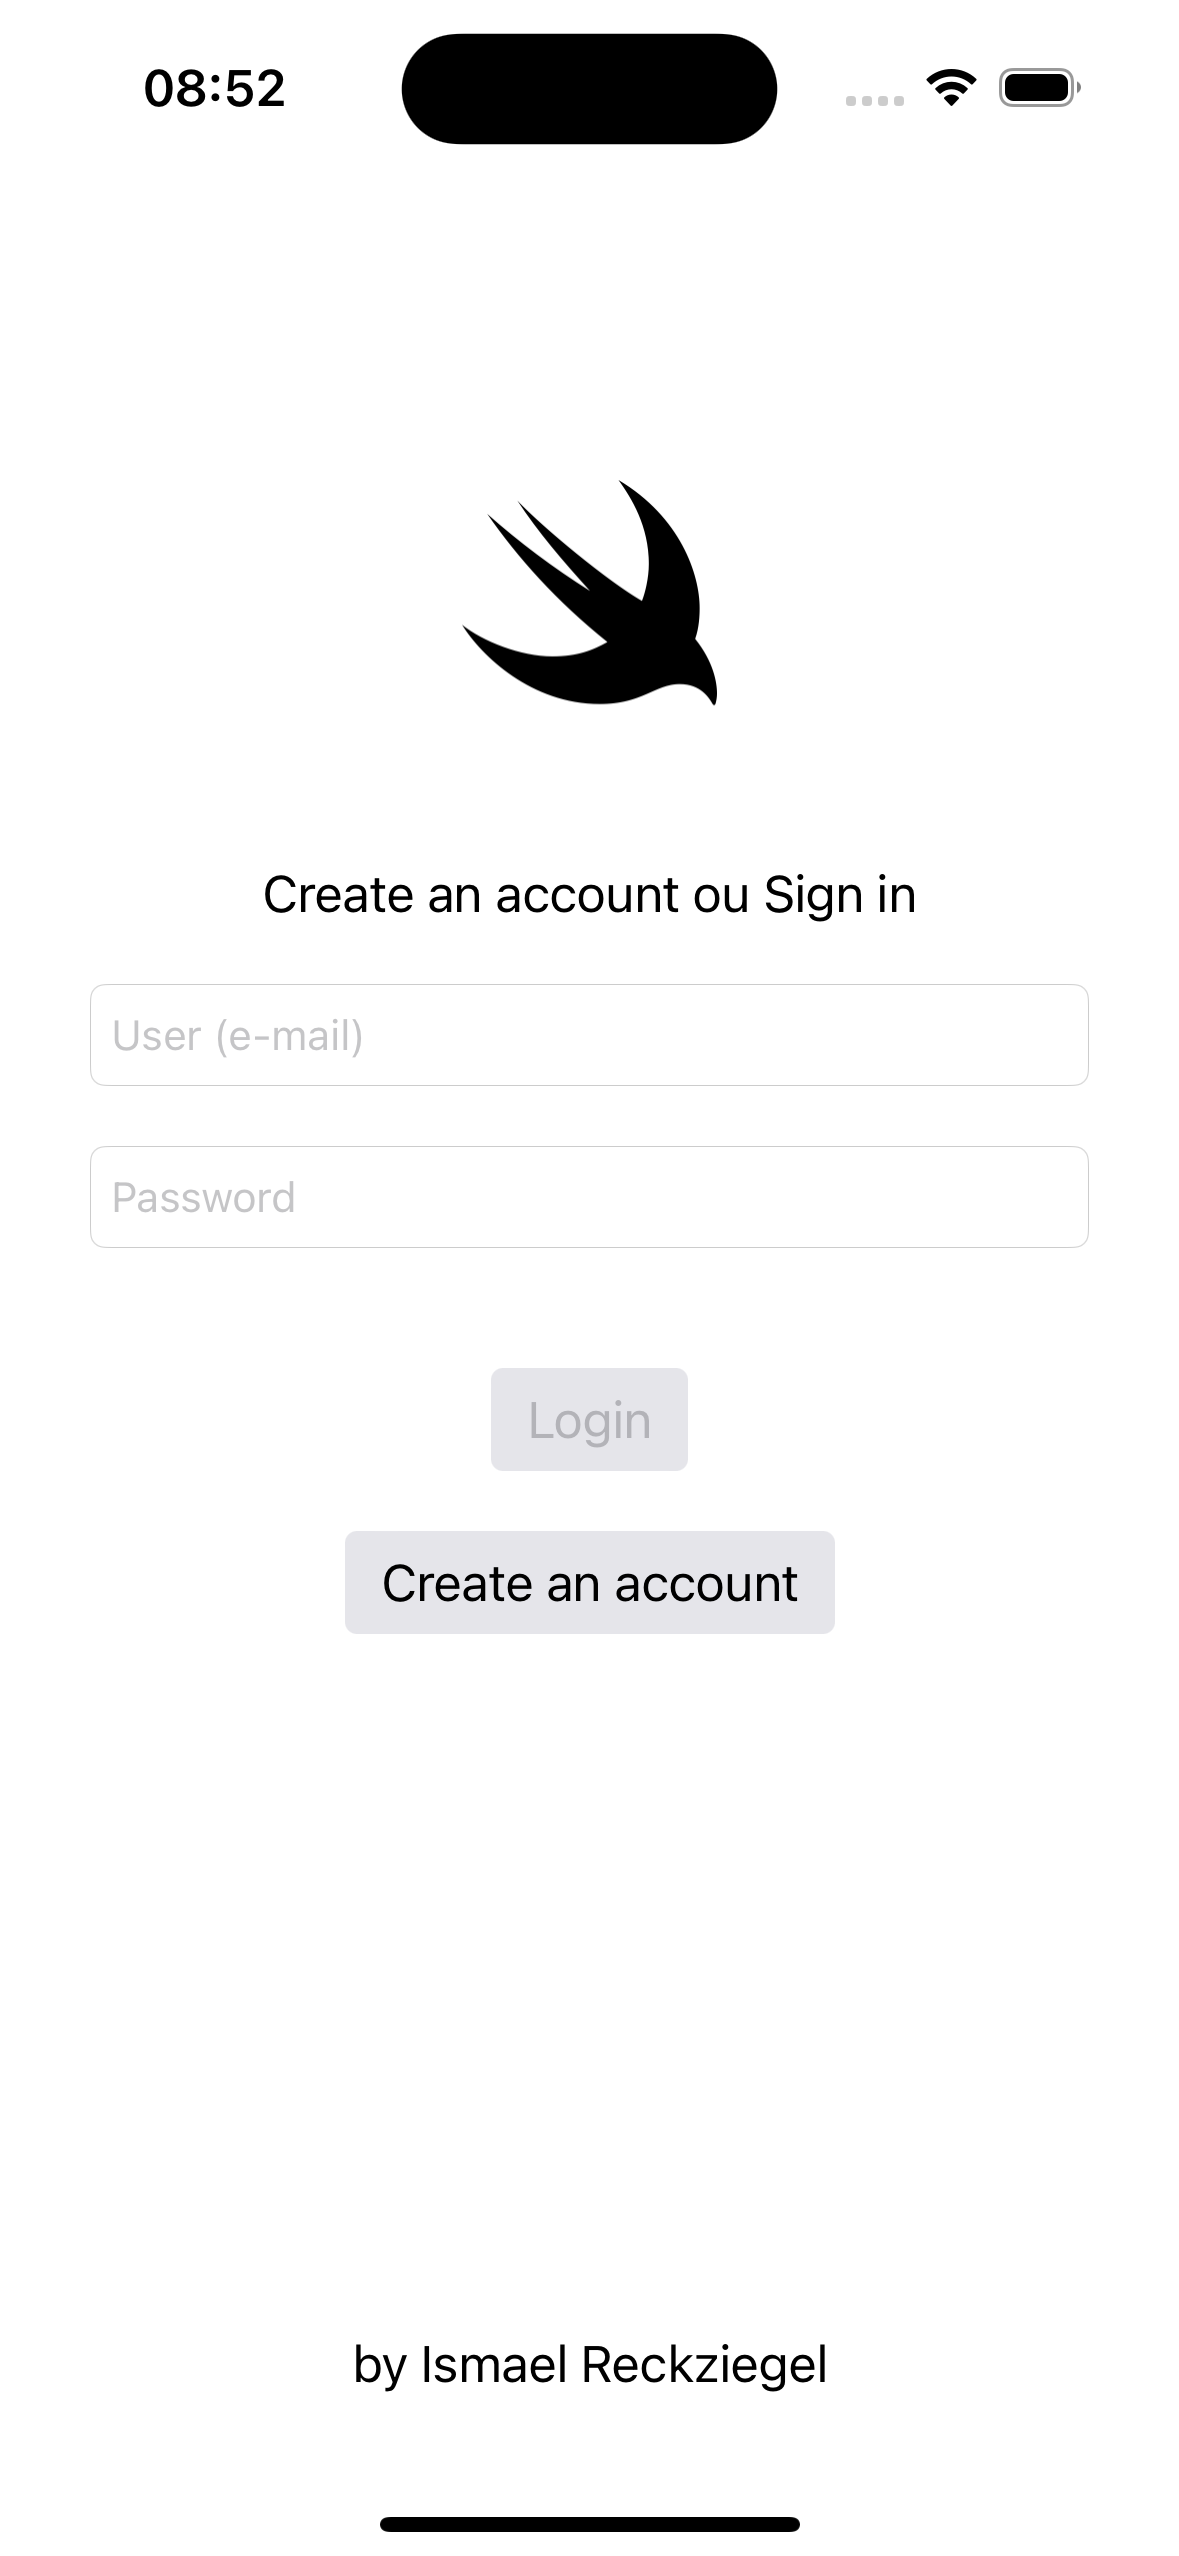 08:52
Create an account ou Sign in
User (e-mail)
Password
Login
Create an account
by Ismael Reckziegel